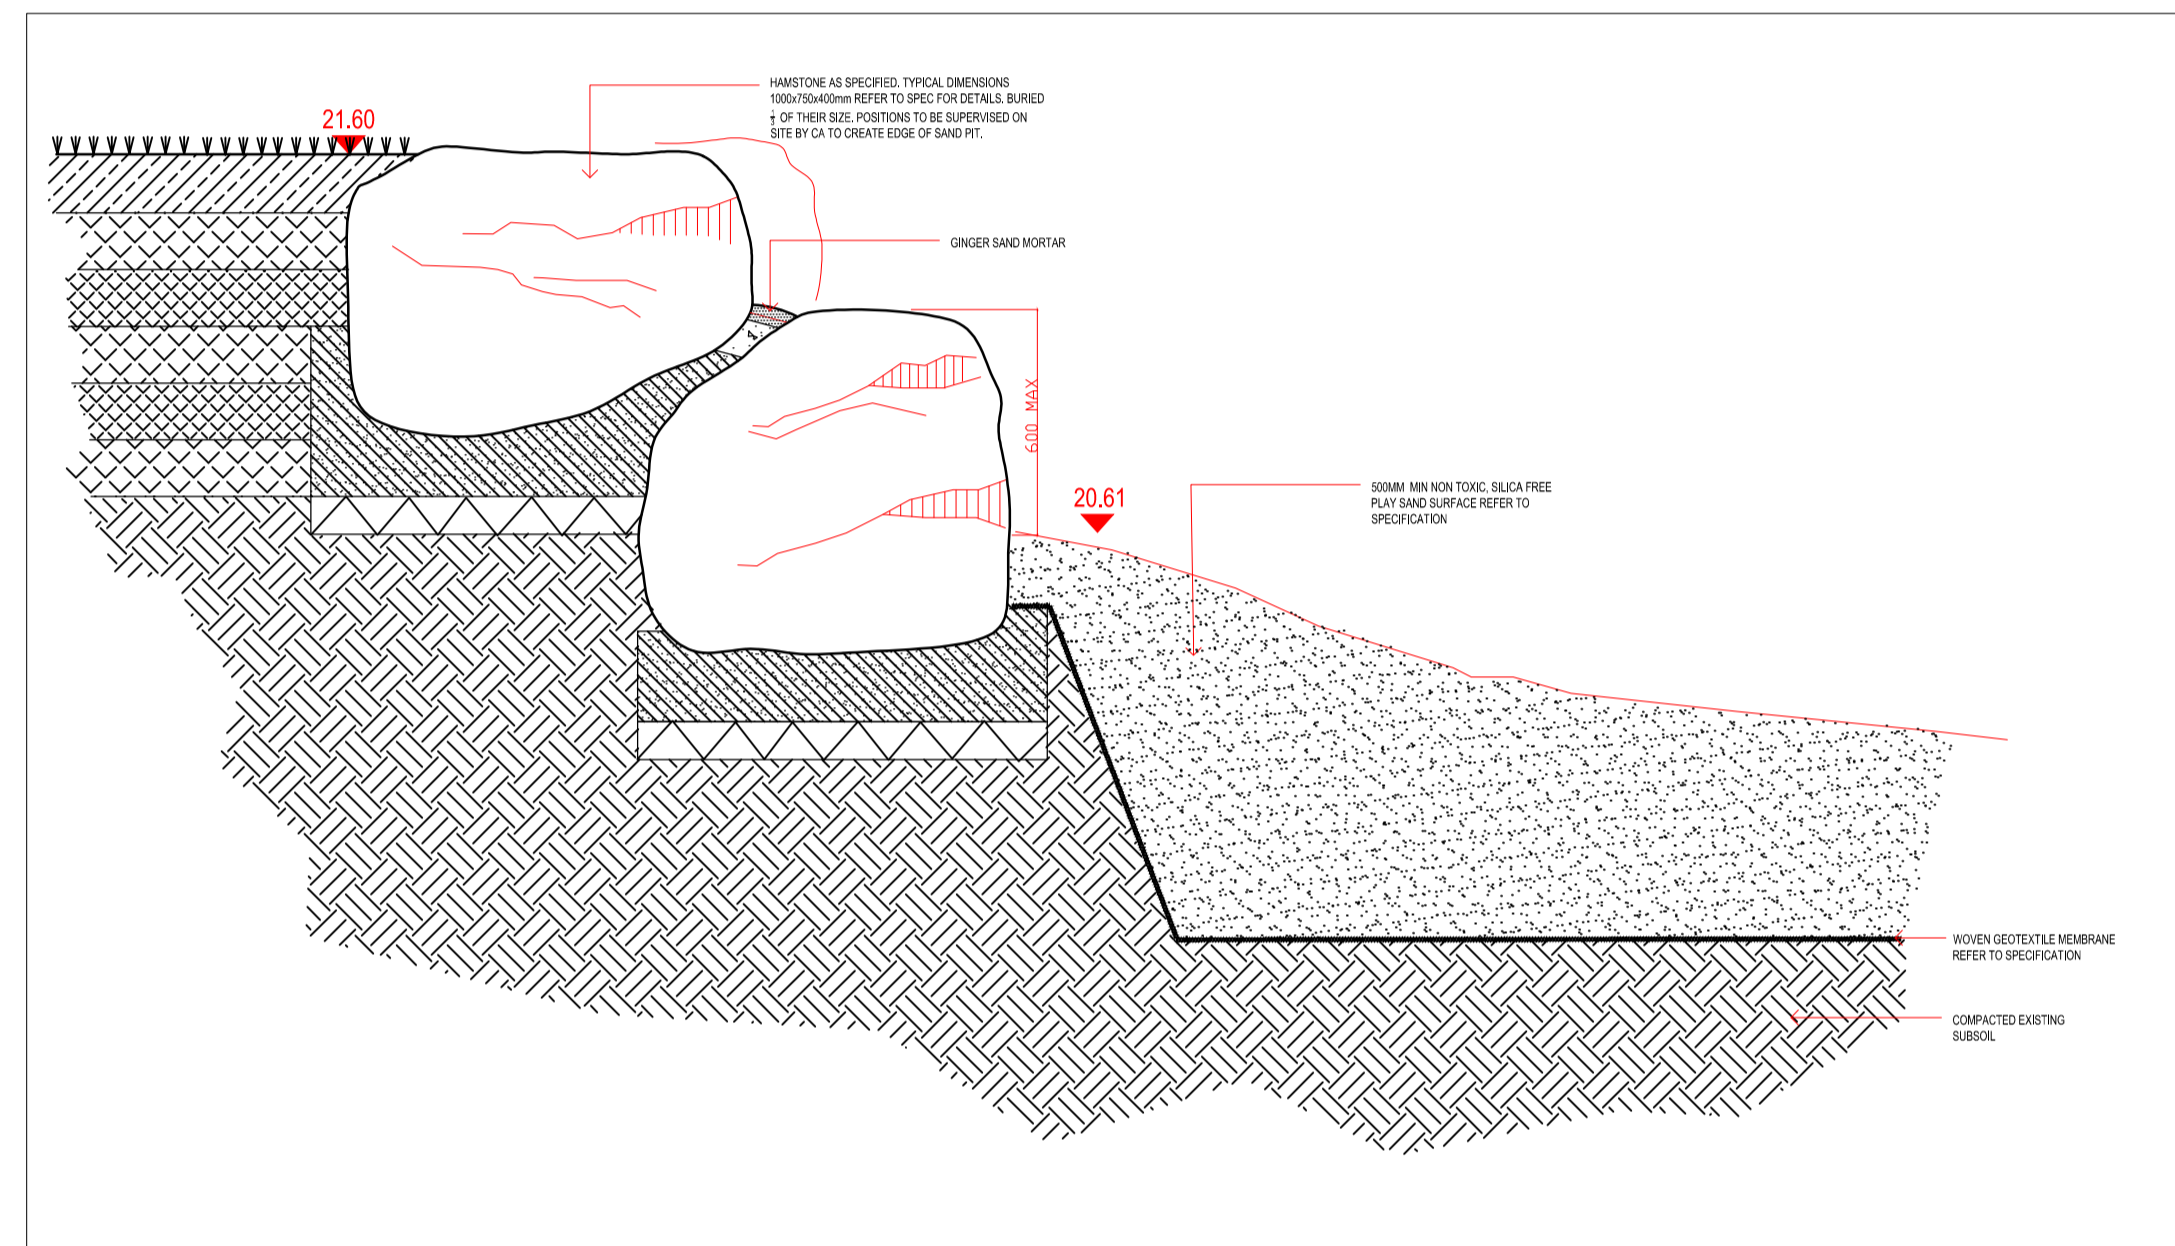 HAMSTONE AS SPECIFIED. TYPICAL DIMENSIONS
1000x750x400mm REFER TO SPEC FOR DETAILS. BURIED
1/3 OF THEIR SIZE. POSITIONS TO BE SUPERVISED ON
SITE BY CA TO CREATE EDGE OF SAND PIT.
21.60
GINGER SAND MORTAR
600 MAX
20.61
500MM MIN NON TOXIC, SILICA FREE
PLAY SAND SURFACE REFER TO
SPECIFICATION
WOVEN GEOTEXTILE MEMBRANE
REFER TO SPECIFICATION
COMPACTED EXISTING
SUBSOIL